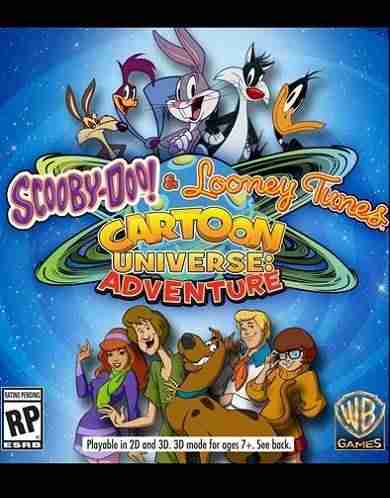 SCOOBY-DOO! & Looney Tunes
CARTOON
UNIVERSE:
ADVENTURE
RATING PENDING
RP
ESRB
Playable in 2D and 3D. 3D mode for ages 7+. See back.
WB
GAMES